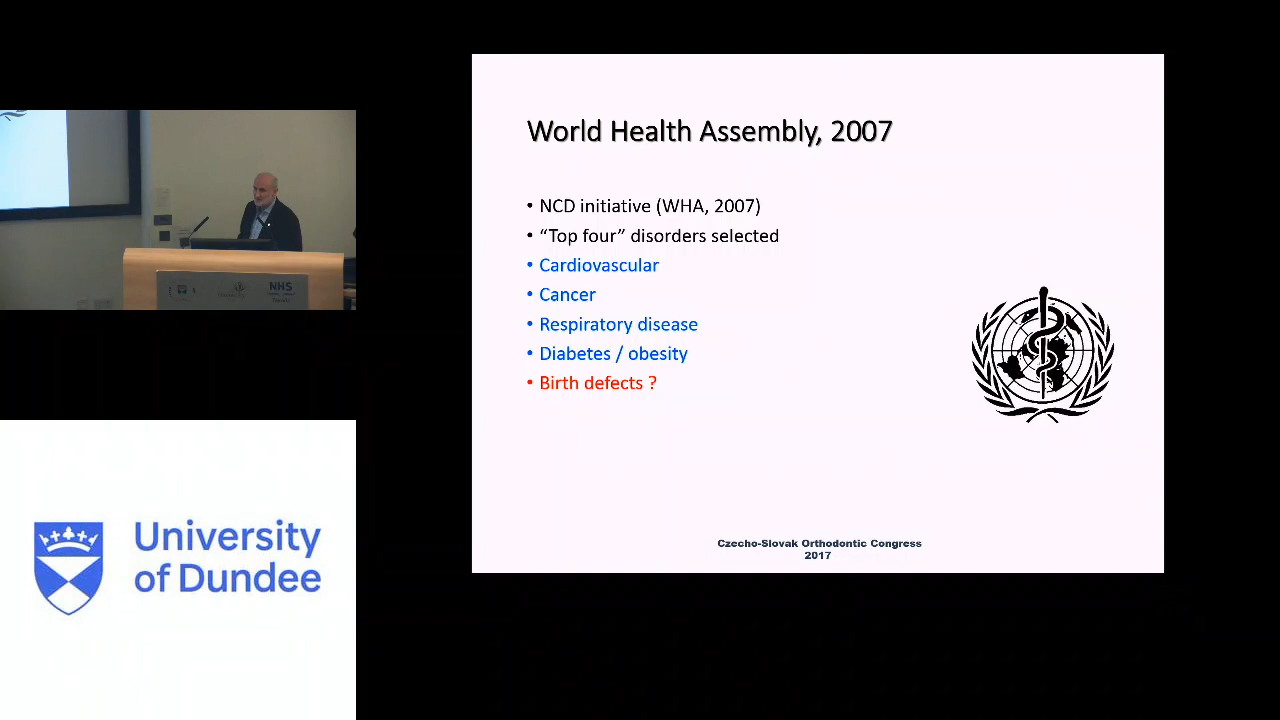 World Health Assembly, 2007
• NCD initiative (WHA, 2007)
• “Top four” disorders selected
• Cardiovascular
• Cancer
• Respiratory disease
• Diabetes / obesity
• Birth defects ?
Czecho-Slovak Orthodontic Congress
2017
NHS
University
of Dundee